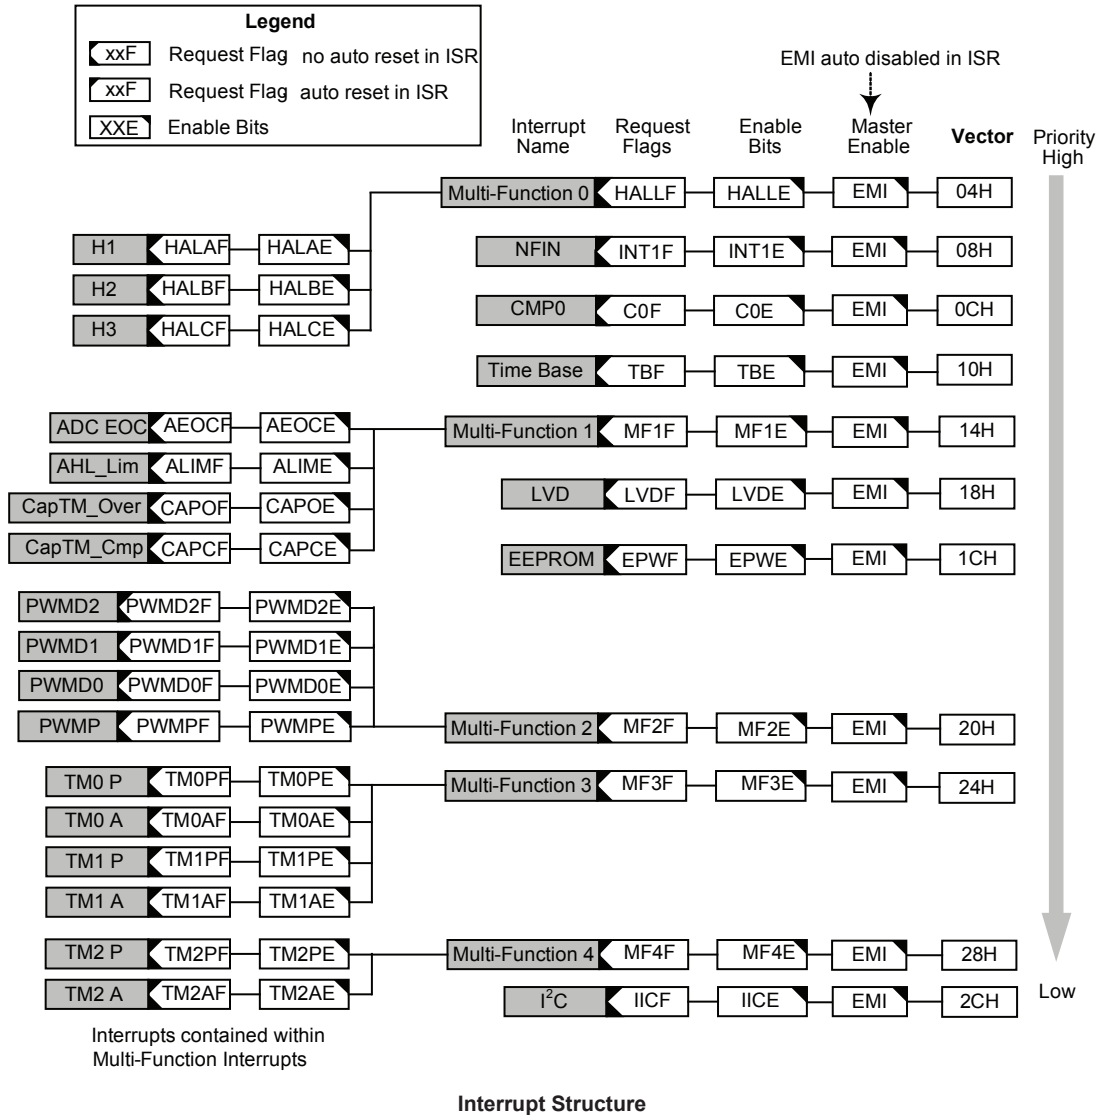 Legend
xxF Request Flag no auto reset in ISR
xxF Request Flag auto reset in ISR
XXE Enable Bits
EMI auto disabled in ISR
Interrupt Name Request Flags Enable Bits Master Enable Vector Priority High
Multi-Function 0 HALLF HALLE EMI 04H
H1 HALAF HALAE
NFIN INT1F INT1E EMI 08H
H2 HALBF HALBE
CMP0 C0F C0E EMI 0CH
H3 HALCF HALCE
Time Base TBF TBE EMI 10H
ADC EOC AEOCF AEOCE Multi-Function 1 MF1F MF1E EMI 14H
AHL_Lim ALIMF ALIME
LVD LVDF LVDE EMI 18H
CapTM_Over CAPOF CAPOE
CapTM_Cmp CAPCF CAPCE
EEPROM EPWF EPWE EMI 1CH
PWMD2 PWMD2F PWMD2E
PWMD1 PWMD1F PWMD1E
PWMD0 PWMD0F PWMD0E
PWMP PWMPF PWMPE Multi-Function 2 MF2F MF2E EMI 20H
TM0 P TM0PF TM0PE Multi-Function 3 MF3F MF3E EMI 24H
TM0 A TM0AF TM0AE
TM1 P TM1PF TM1PE
TM1 A TM1AF TM1AE
TM2 P TM2PF TM2PE Multi-Function 4 MF4F MF4E EMI 28H
TM2 A TM2AF TM2AE I²C IICF IICE EMI 2CH Low
Interrupts contained within
Multi-Function Interrupts
Interrupt Structure